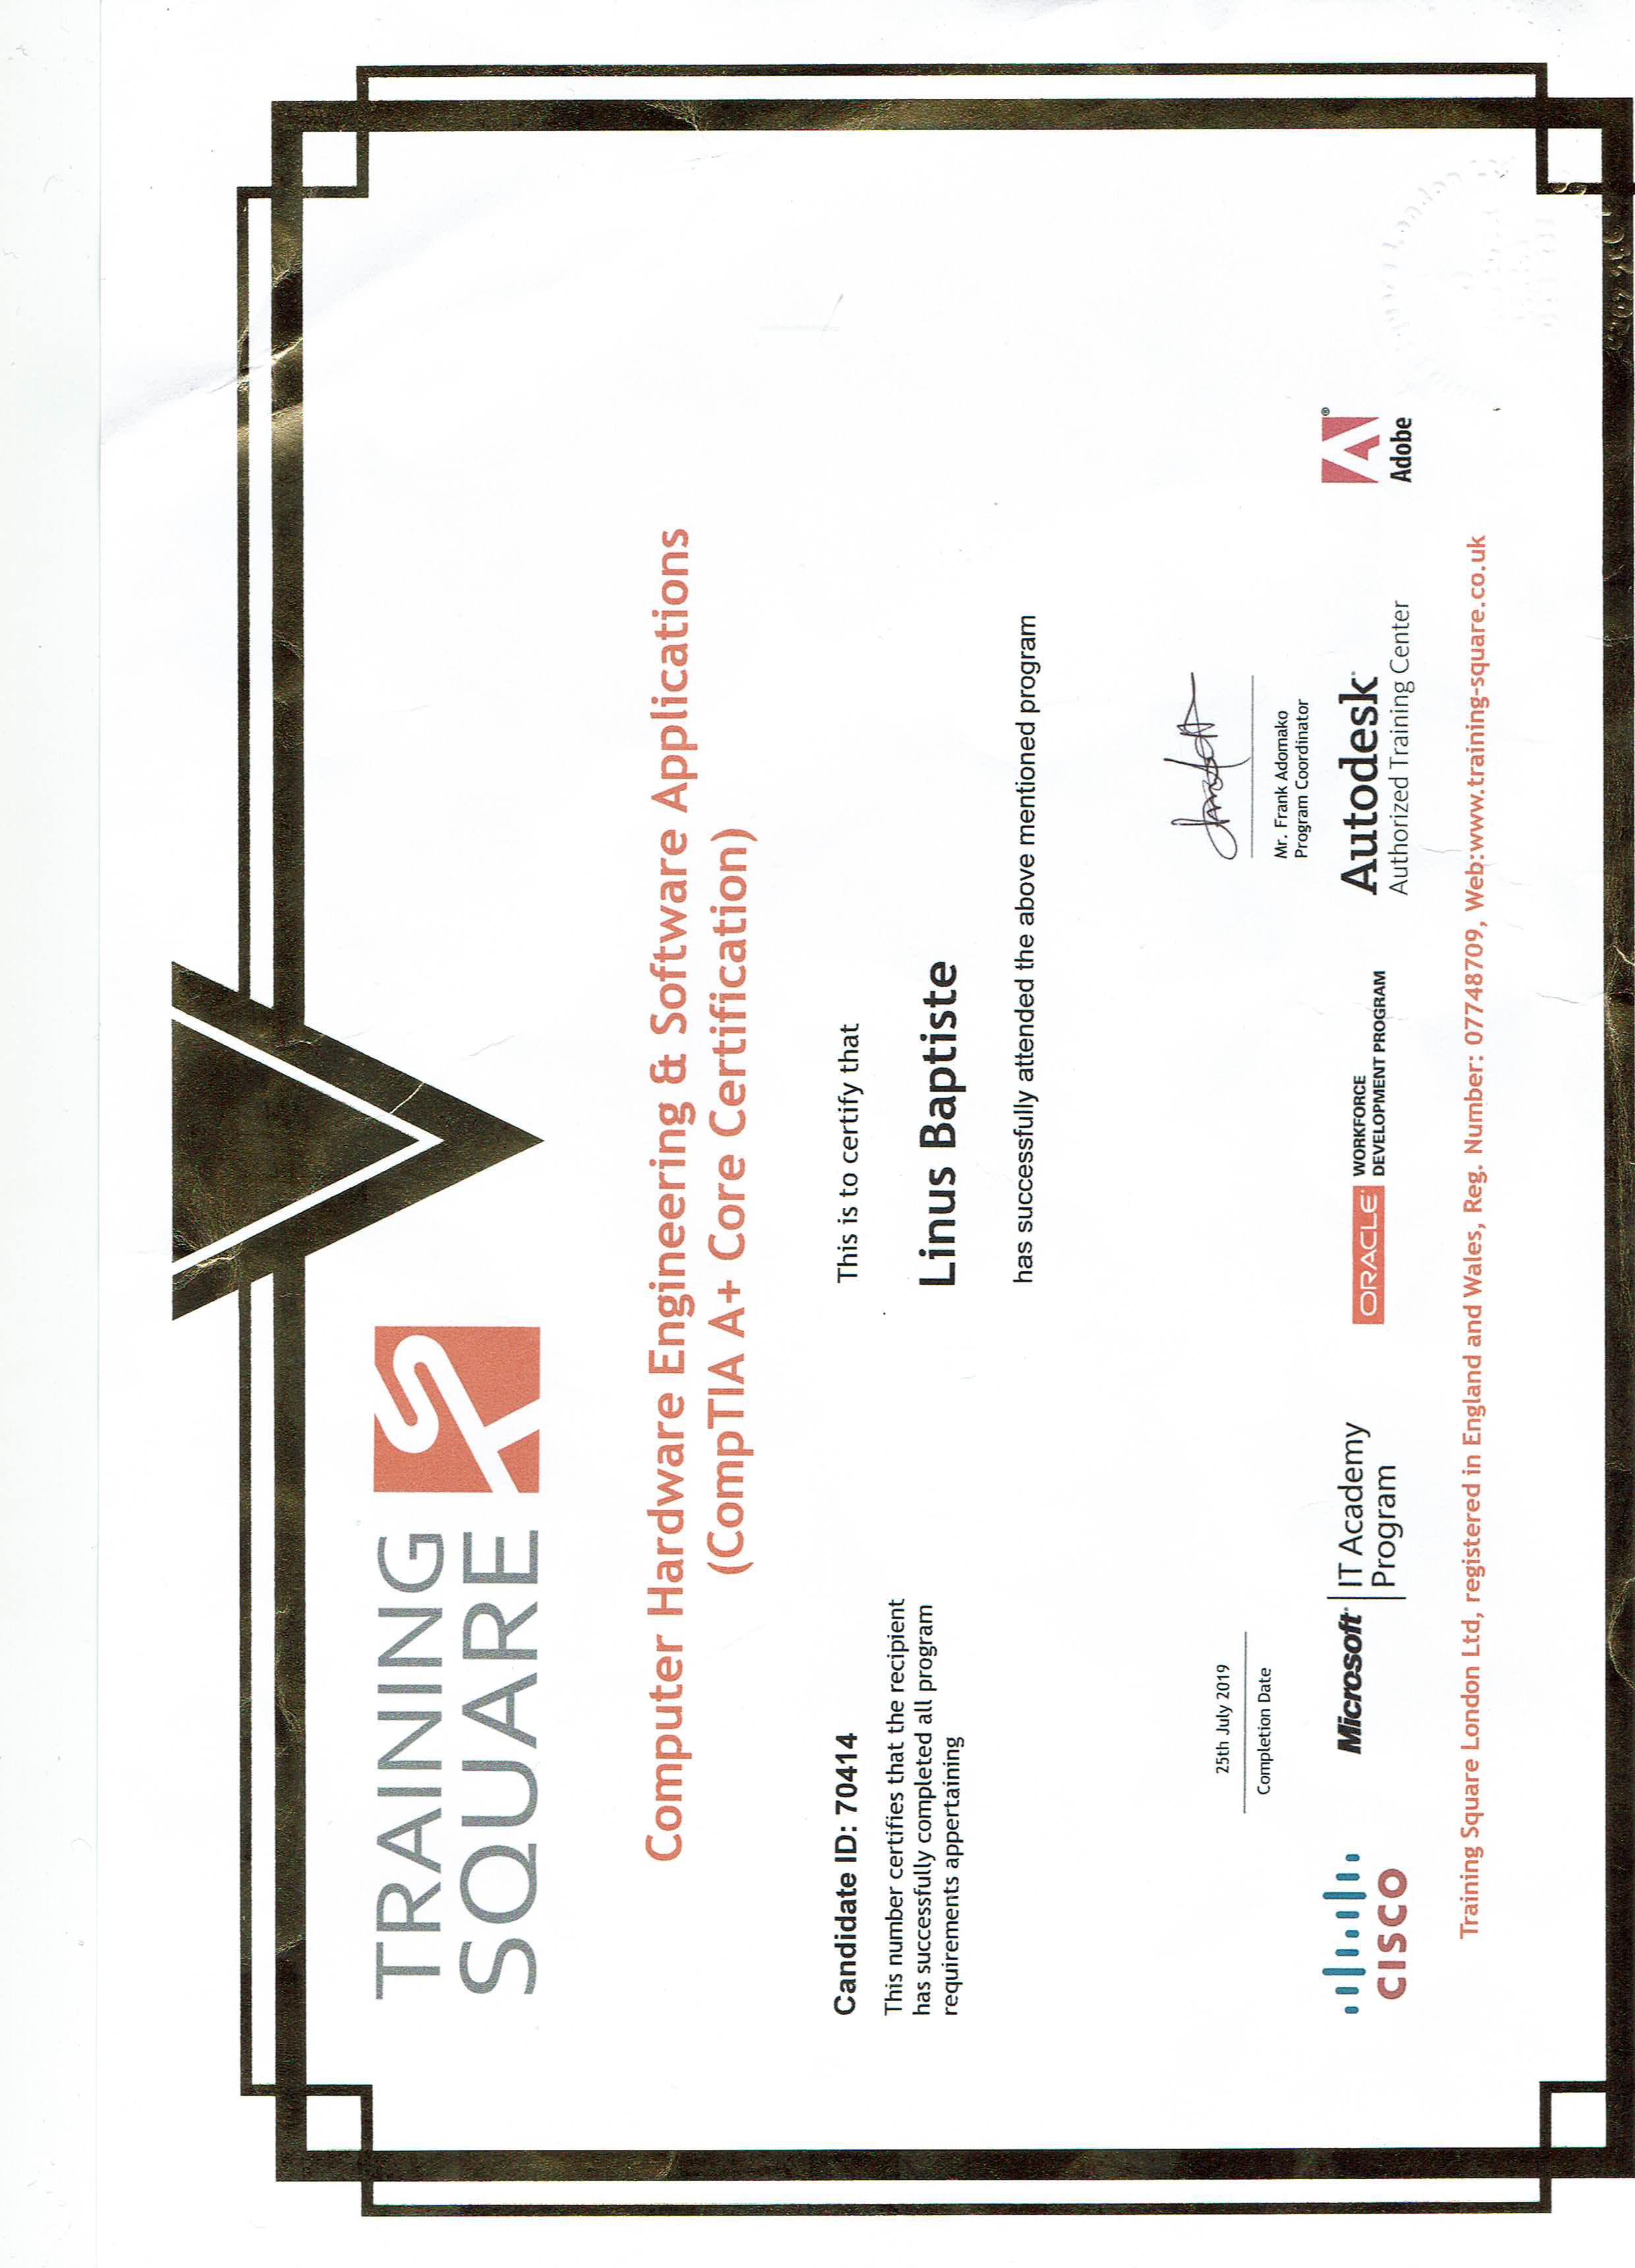 TRAINING
SQUARE
Computer Hardware Engineering & Software Applications
(CompTIA A+ Core Certification)
Candidate ID: 70414
This number certifies that the recipient
has successfully completed all program
requirements appertaining
This is to certify that
Linus Baptiste
has successfully attended the above mentioned program
25th July 2019
Completion Date
Mr. Frank Adomako
Program Coordinator
CISCO
Microsoft IT Academy
Program
ORACLE WORKFORCE
DEVELOPMENT PROGRAM
Autodesk
Authorized Training Center
Adobe
Training Square London Ltd, registered in England and Wales, Reg. Number: 07748709, Web:www.training-square.co.uk